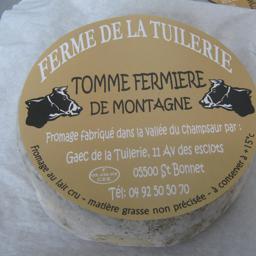 FERME DE LA TUILERIE
TOMME FERMIERE
DE MONTAGNE
Fromage fabriqué dans la vallée du champsaur par :
Gaec de la Tuilerie, 11 Av des esclots
05500 St Bonnet
Tél: 04 92 50 50 70
Fromage au lait cru - matière grasse non précisée - à conserver à +15°c